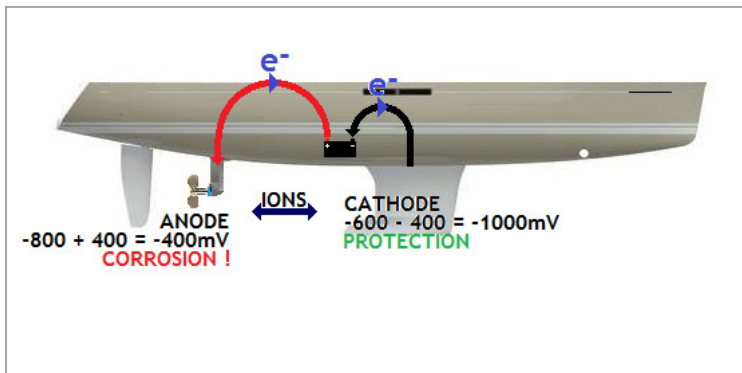 e-
e-
+ -
IONS
ANODE
-800 + 400 = -400mV
CORROSION !
CATHODE
-600 - 400 = -1000mV
PROTECTION